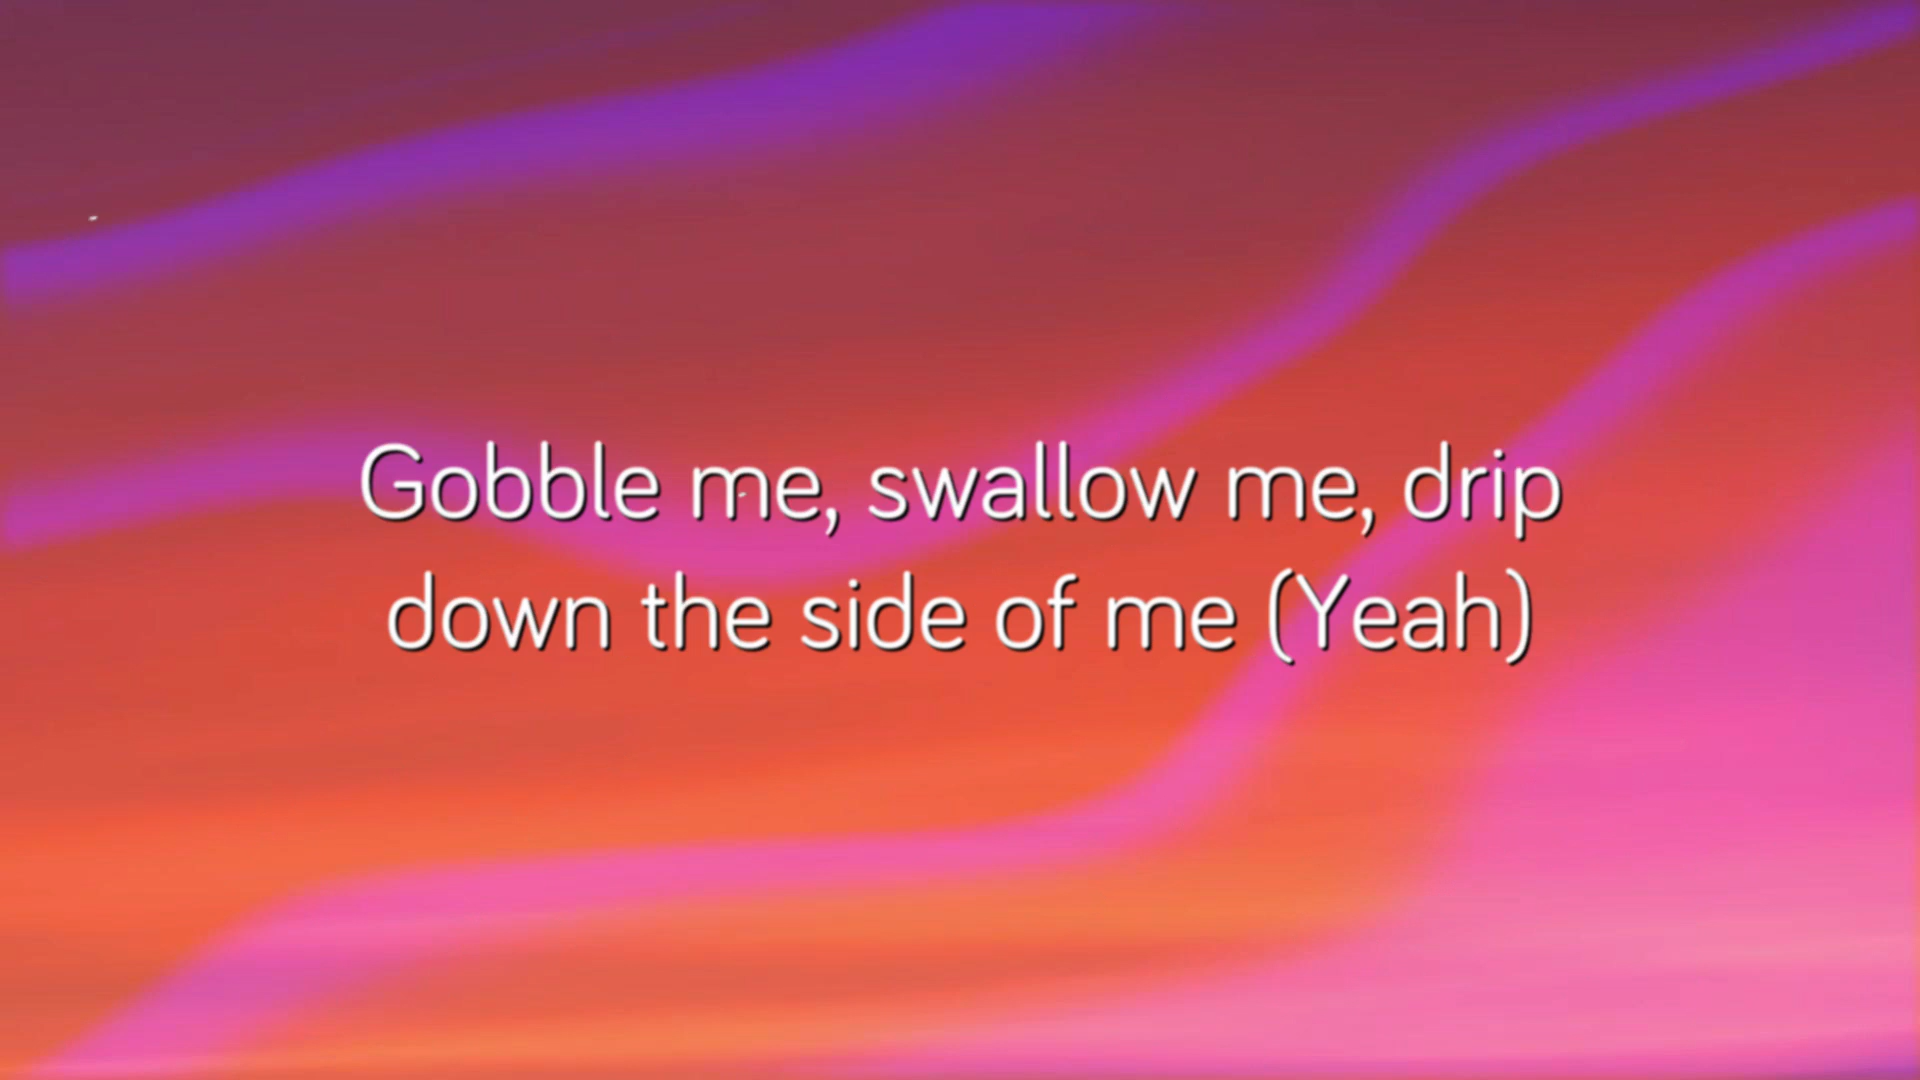 Gobble me, swallow me, drip
down the side of me (Yeah)